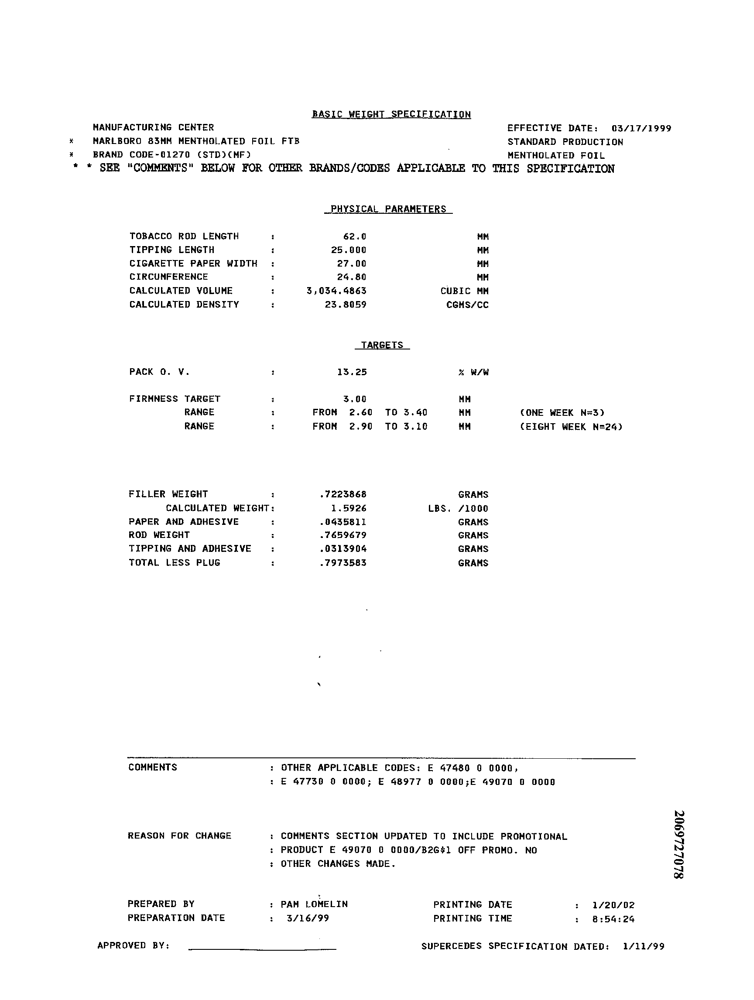 BASIC WEIGHT SPECIFICATION
MANUFACTURING CENTER EFFECTIVE DATE: 03/17/1999
* MARLBORO 83MM MENTHOLATED FOIL FTB STANDARD PRODUCTION
* BRAND CODE-01270 (STD)(MF) MENTHOLATED FOIL
* * SEE "COMMENTS" BELOW FOR OTHER BRANDS/CODES APPLICABLE TO THIS SPECIFICATION
PHYSICAL PARAMETERS
TOBACCO ROD LENGTH : 62.0 MM
TIPPING LENGTH : 25.000 MM
CIGARETTE PAPER WIDTH : 27.00 MM
CIRCUMFERENCE : 24.80 MM
CALCULATED VOLUME : 3,034.4863 CUBIC MM
CALCULATED DENSITY : 23.8059 CGMS/CC
TARGETS
PACK O. V. : 13.25 % W/W
FIRMNESS TARGET : 3.00 MM
RANGE : FROM 2.60 TO 3.40 MM (ONE WEEK N=3)
RANGE : FROM 2.90 TO 3.10 MM (EIGHT WEEK N=24)
FILLER WEIGHT : .7223868 GRAMS
CALCULATED WEIGHT: 1.5926 LBS. /1000
PAPER AND ADHESIVE : .0435811 GRAMS
ROD WEIGHT : .7659679 GRAMS
TIPPING AND ADHESIVE : .0313904 GRAMS
TOTAL LESS PLUG : .7973583 GRAMS
COMMENTS : OTHER APPLICABLE CODES: E 47480 0 0000,
: E 47730 0 0000; E 48977 0 0000;E 49070 0 0000
REASON FOR CHANGE : COMMENTS SECTION UPDATED TO INCLUDE PROMOTIONAL
: PRODUCT E 49070 0 0000/B2G$1 OFF PROMO. NO
: OTHER CHANGES MADE.
2069727078
PREPARED BY : PAM LOMELIN PRINTING DATE : 1/20/02
PREPARATION DATE : 3/16/99 PRINTING TIME : 8:54:24
APPROVED BY: SUPERCEDES SPECIFICATION DATED: 1/11/99